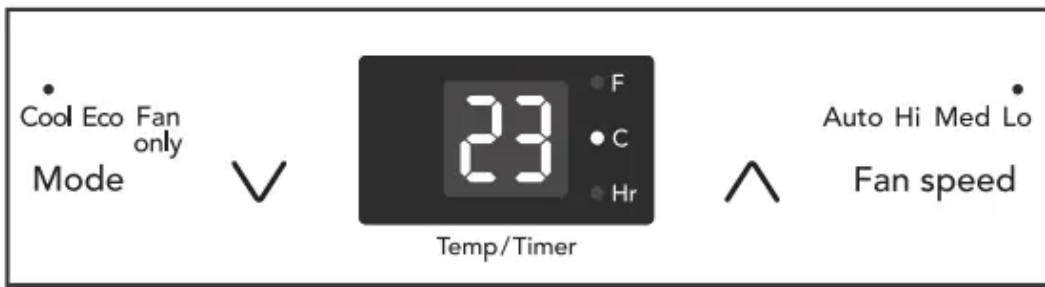 Cool Eco Fan only
Mode
23
F
C
Hr
Temp/Timer
Auto Hi Med Lo
Fan speed